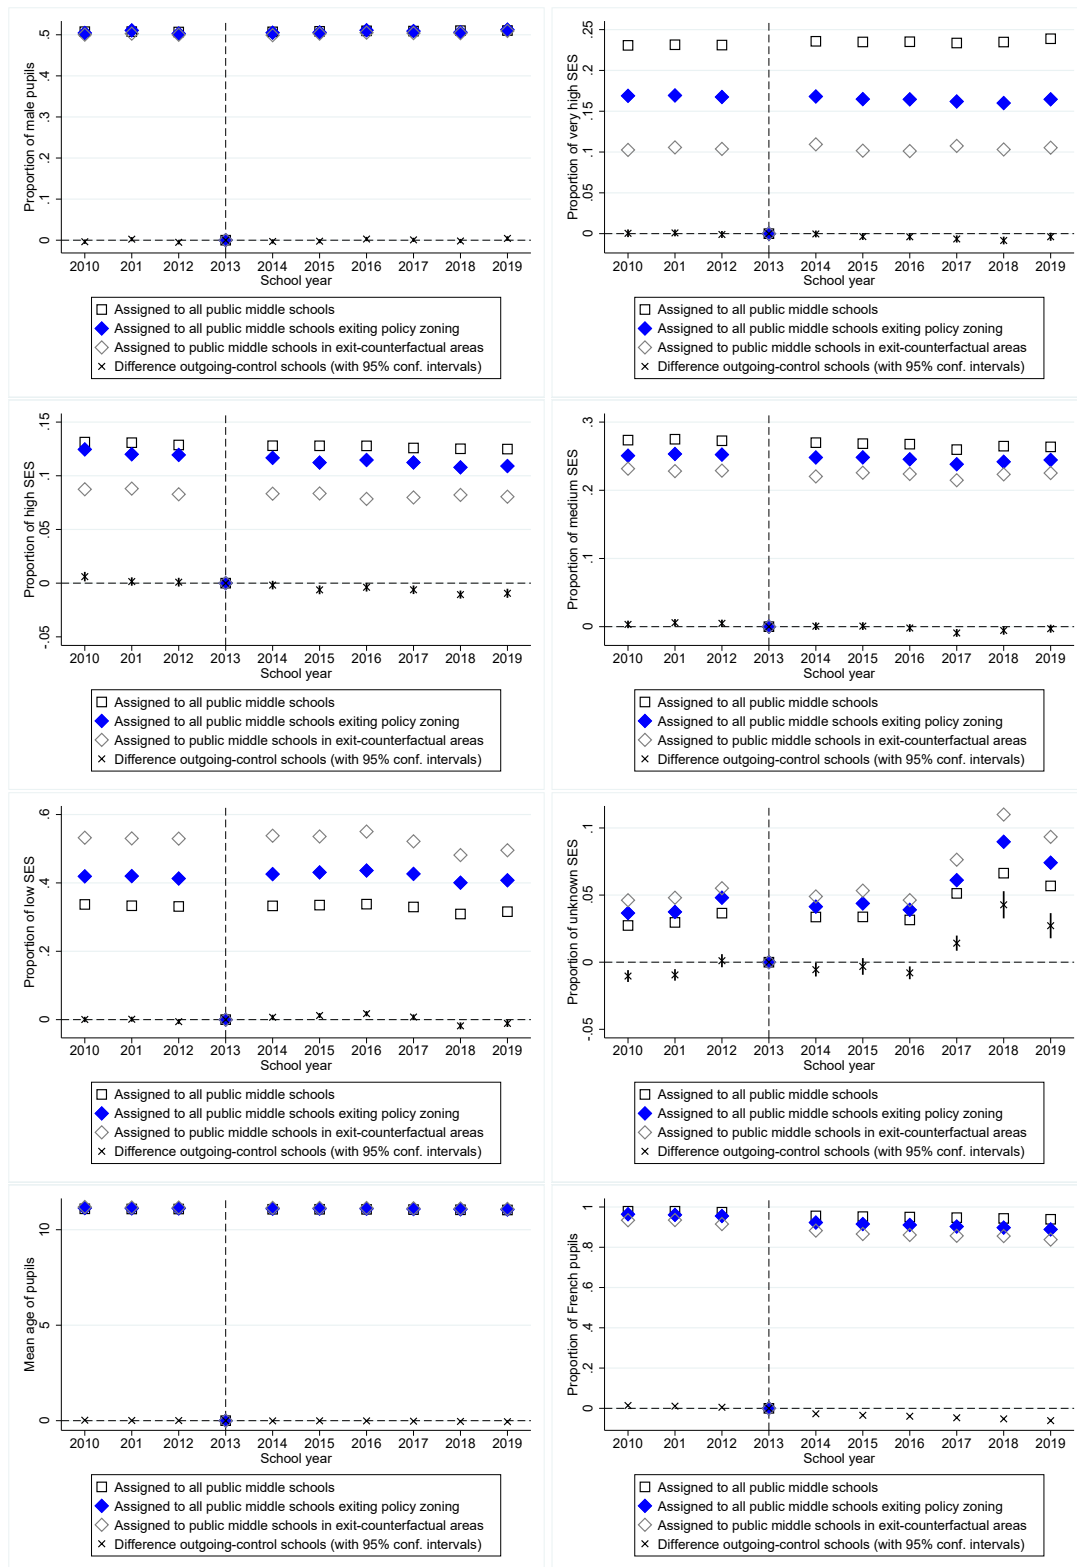 Proportion of male pupils
.5
.4
.3
.2
.1
0
2010 201 2012 2013 2014 2015 2016 2017 2018 2019
School year
Assigned to all public middle schools
Assigned to all public middle schools exiting policy zoning
Assigned to public middle schools in exit-counterfactual areas
Difference outgoing-control schools (with 95% conf. intervals)
Proportion of very high SES
.25
.2
.15
.1
.05
0
2010 201 2012 2013 2014 2015 2016 2017 2018 2019
School year
Assigned to all public middle schools
Assigned to all public middle schools exiting policy zoning
Assigned to public middle schools in exit-counterfactual areas
Difference outgoing-control schools (with 95% conf. intervals)
Proportion of high SES
.15
.1
.05
0
-.05
2010 201 2012 2013 2014 2015 2016 2017 2018 2019
School year
Assigned to all public middle schools
Assigned to all public middle schools exiting policy zoning
Assigned to public middle schools in exit-counterfactual areas
Difference outgoing-control schools (with 95% conf. intervals)
Proportion of medium SES
.3
.2
.1
0
2010 201 2012 2013 2014 2015 2016 2017 2018 2019
School year
Assigned to all public middle schools
Assigned to all public middle schools exiting policy zoning
Assigned to public middle schools in exit-counterfactual areas
Difference outgoing-control schools (with 95% conf. intervals)
Proportion of low SES
.6
.4
.2
0
2010 201 2012 2013 2014 2015 2016 2017 2018 2019
School year
Assigned to all public middle schools
Assigned to all public middle schools exiting policy zoning
Assigned to public middle schools in exit-counterfactual areas
Difference outgoing-control schools (with 95% conf. intervals)
Proportion of unknown SES
.1
.05
0
-.05
2010 201 2012 2013 2014 2015 2016 2017 2018 2019
School year
Assigned to all public middle schools
Assigned to all public middle schools exiting policy zoning
Assigned to public middle schools in exit-counterfactual areas
Difference outgoing-control schools (with 95% conf. intervals)
Mean age of pupils
10
5
0
2010 201 2012 2013 2014 2015 2016 2017 2018 2019
School year
Assigned to all public middle schools
Assigned to all public middle schools exiting policy zoning
Assigned to public middle schools in exit-counterfactual areas
Difference outgoing-control schools (with 95% conf. intervals)
Proportion of French pupils
1
.8
.6
.4
.2
0
2010 201 2012 2013 2014 2015 2016 2017 2018 2019
School year
Assigned to all public middle schools
Assigned to all public middle schools exiting policy zoning
Assigned to public middle schools in exit-counterfactual areas
Difference outgoing-control schools (with 95% conf. intervals)